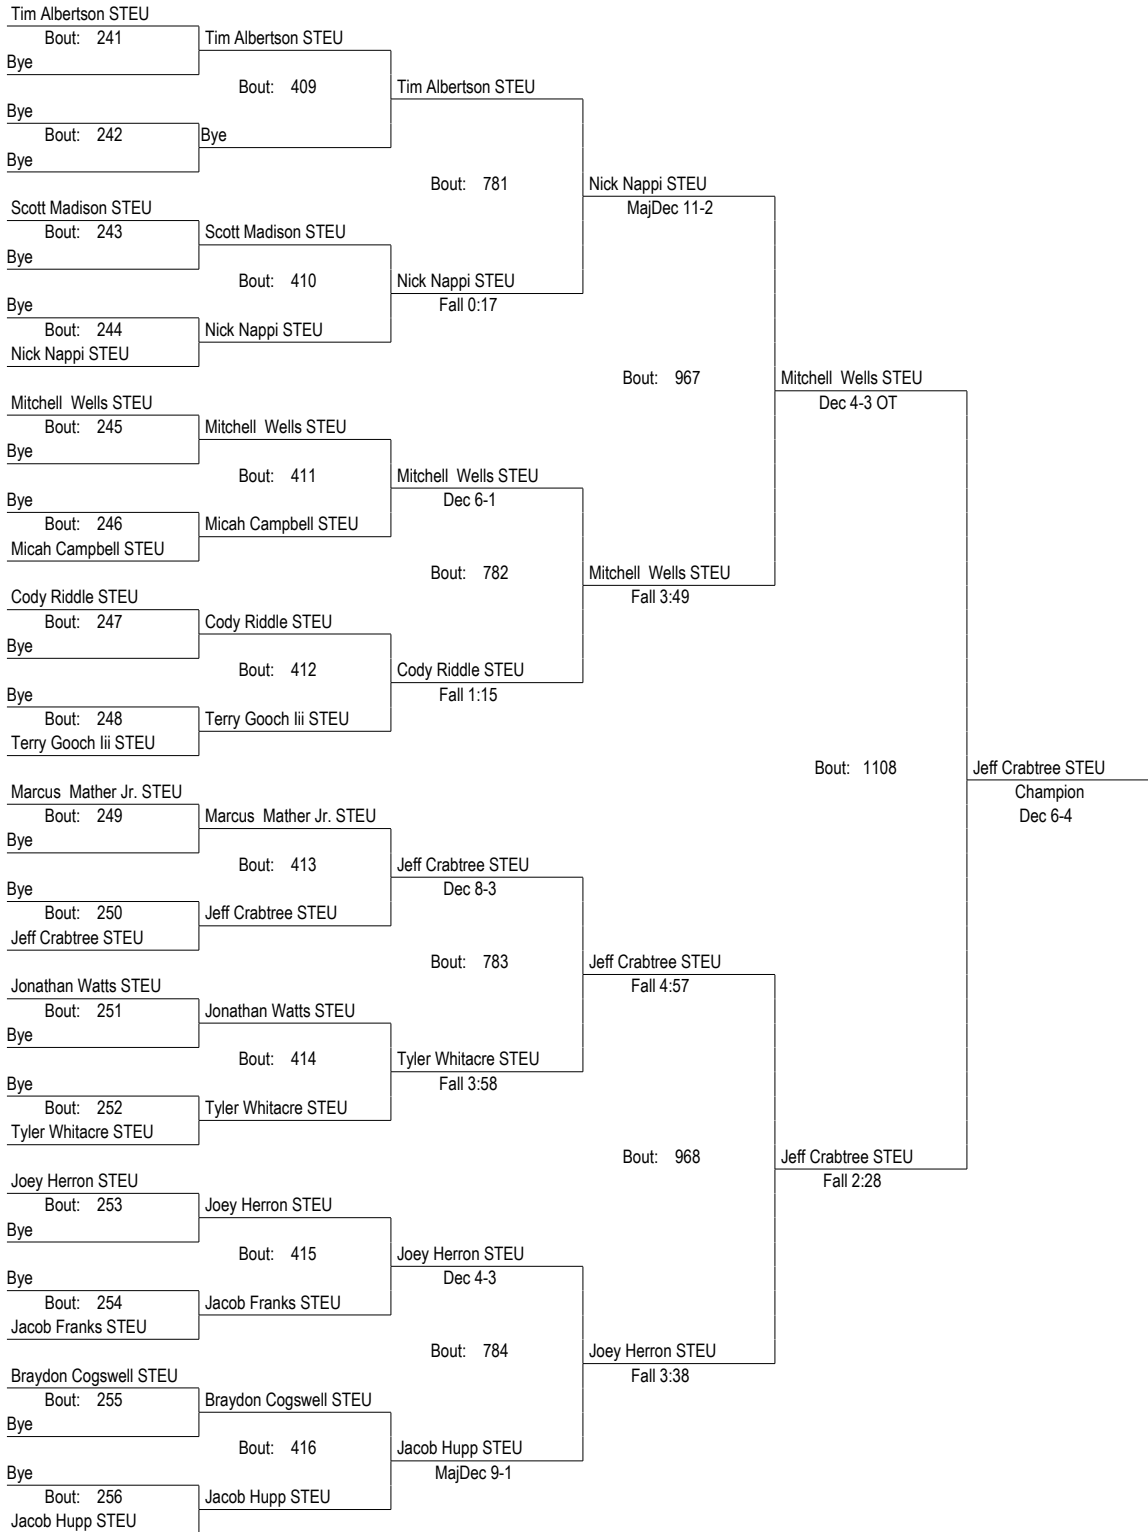 Tim Albertson STEU
Bout: 241
Tim Albertson STEU
Bye
Bout: 409
Tim Albertson STEU
Bye
Bout: 242
Bye
Bye
Bout: 781
Nick Nappi STEU
MajDec 11-2
Scott Madison STEU
Bout: 243
Scott Madison STEU
Bye
Bout: 410
Nick Nappi STEU
Fall 0:17
Bye
Bout: 244
Nick Nappi STEU
Nick Nappi STEU
Bout: 967
Mitchell  Wells STEU
Dec 4-3 OT
Mitchell  Wells STEU
Bout: 245
Mitchell  Wells STEU
Bye
Bout: 411
Mitchell  Wells STEU
Dec 6-1
Bye
Bout: 246
Micah Campbell STEU
Micah Campbell STEU
Bout: 782
Mitchell  Wells STEU
Fall 3:49
Cody Riddle STEU
Bout: 247
Cody Riddle STEU
Bye
Bout: 412
Cody Riddle STEU
Fall 1:15
Bye
Bout: 248
Terry Gooch Iii STEU
Terry Gooch Iii STEU
Bout: 1108
Jeff Crabtree STEU
Champion
Dec 6-4
Marcus  Mather Jr. STEU
Bout: 249
Marcus  Mather Jr. STEU
Bye
Bout: 413
Jeff Crabtree STEU
Dec 8-3
Bye
Bout: 250
Jeff Crabtree STEU
Jeff Crabtree STEU
Bout: 783
Jeff Crabtree STEU
Fall 4:57
Jonathan Watts STEU
Bout: 251
Jonathan Watts STEU
Bye
Bout: 414
Tyler Whitacre STEU
Fall 3:58
Bye
Bout: 252
Tyler Whitacre STEU
Tyler Whitacre STEU
Bout: 968
Jeff Crabtree STEU
Fall 2:28
Joey Herron STEU
Bout: 253
Joey Herron STEU
Bye
Bout: 415
Joey Herron STEU
Dec 4-3
Bye
Bout: 254
Jacob Franks STEU
Jacob Franks STEU
Bout: 784
Joey Herron STEU
Fall 3:38
Braydon Cogswell STEU
Bout: 255
Braydon Cogswell STEU
Bye
Bout: 416
Jacob Hupp STEU
MajDec 9-1
Bye
Bout: 256
Jacob Hupp STEU
Jacob Hupp STEU